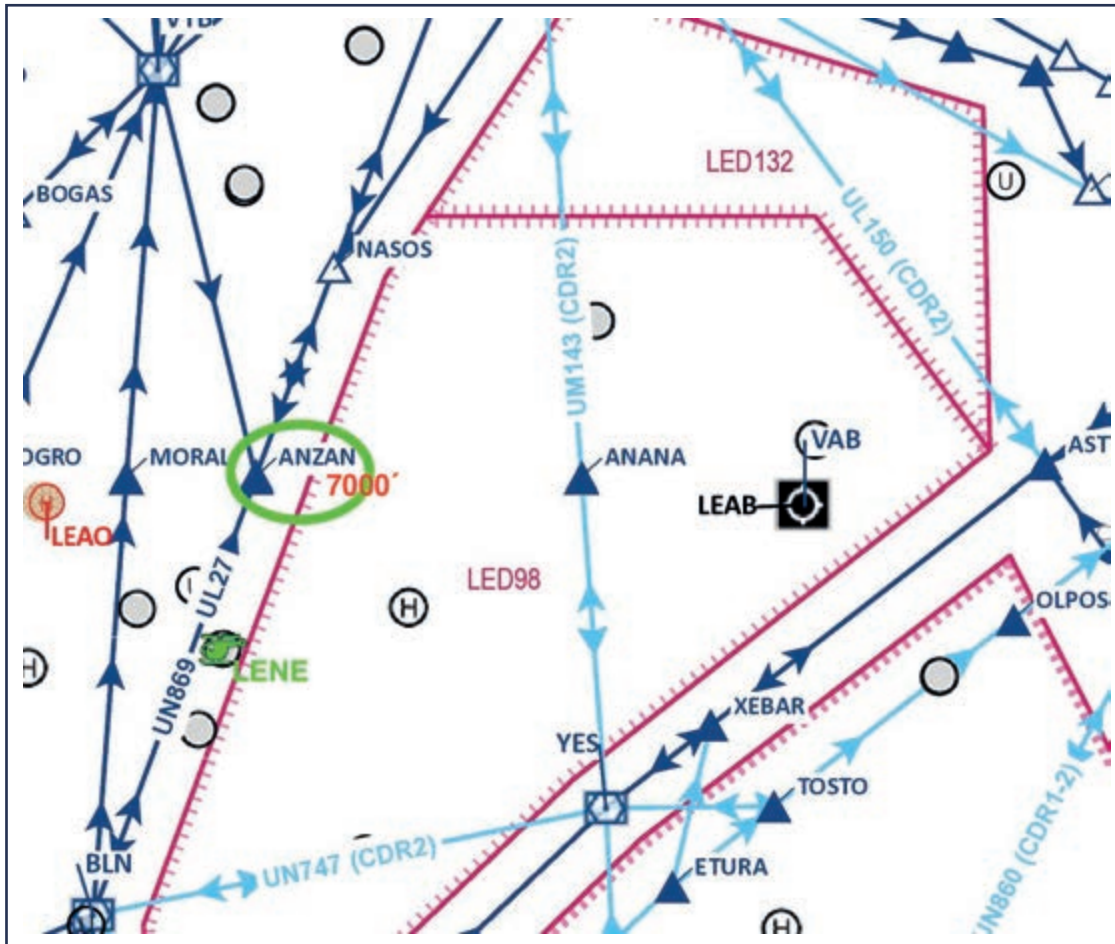 VTB
LED132
U
BOGAS
NASOS
UL150 (CDR2)
UM143 (CDR2)
VAB
OGRO
MORAL
ANZAN
7000´
ANANA
AST
LEAO
LEAB
LED98
UL27
H
OLPOS
H
LENE
UN869
XEBAR
YES
TOSTO
BLN
UN747 (CDR2)
ETURA
UN860 (CDR1-2)
H